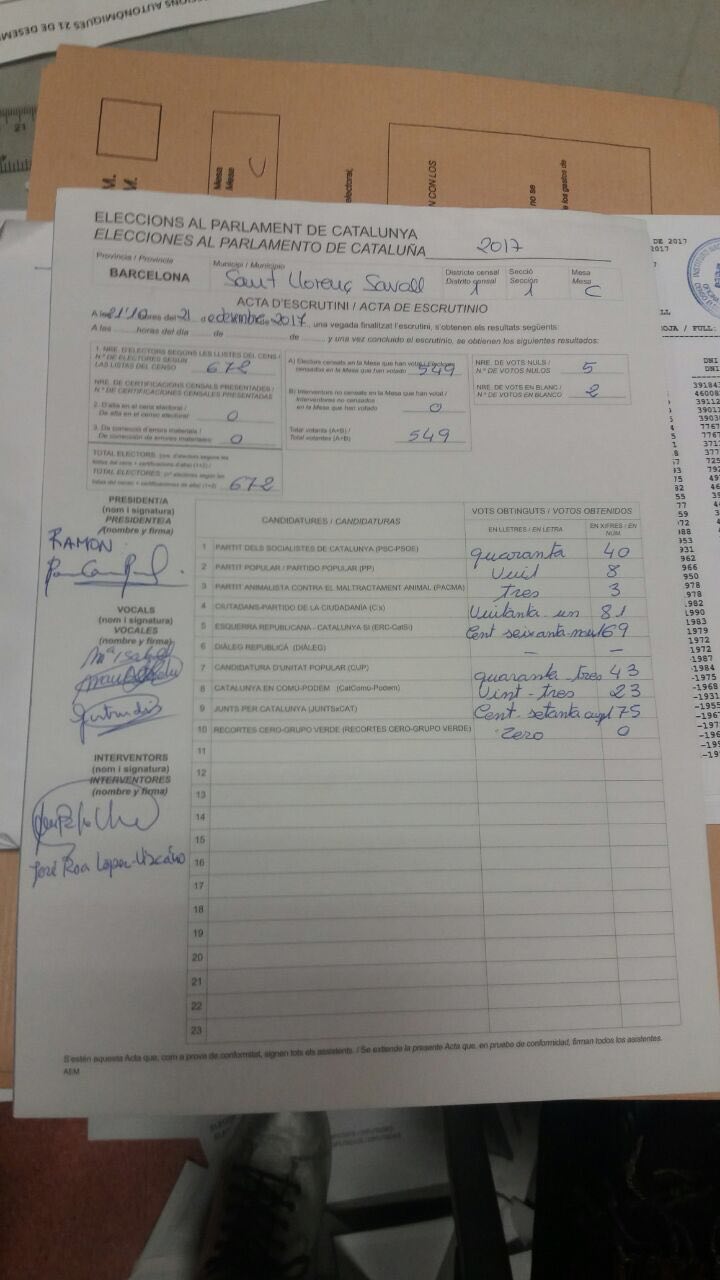 ELECCIONS AL PARLAMENT DE CATALUNYA
ELECCIONES AL PARLAMENTO DE CATALUÑA 2017
Província / Provincia
BARCELONA
Municipi / Municipio
Sant Llorenç Savall
Districte censal
Distrito censal 1
Secció
Sección 1
Mesa
Mesa C
ACTA D'ESCRUTINI / ACTA DE ESCRUTINIO
A les 21'10 hores del 21 de desembre de 2017, una vegada finalitzat l'escrutini, s'obtenen els resultats següents:
A las ........ horas del día ........ de ........ de ........, y una vez concluido el escrutinio, se obtienen los siguientes resultados:
1. NRE. D'ELECTORS SEGONS LES LLISTES DEL CENS /
N.º DE ELECTORES SEGÚN
LAS LISTAS DEL CENSO 672
NRE. DE CERTIFICACIONS CENSALS PRESENTADES /
N.º DE CERTIFICACIONES CENSALES PRESENTADAS
2. D'alta en el cens electoral /
De alta en el censo electoral 0
3. De correcció d'errors materials /
De corrección de errores materiales 0
TOTAL ELECTORS:
TOTAL ELECTORES: 672
A) Electors censats en la Mesa que han votat / Electores
censados en la Mesa que han votado 549
B) Interventors no censats en la Mesa que han votat /
Interventores no censados
en la Mesa que han votado 0
Total votants (A+B) /
Total votantes (A+B) 549
NRE. DE VOTS NULS /
N.º DE VOTOS NULOS 5
NRE. DE VOTS EN BLANC /
N.º DE VOTOS EN BLANCO 2
PRESIDENT/A
(nom i signatura)
PRESIDENTE/A
(nombre y firma)
RAMON
VOCALS
(nom i signatura)
VOCALES
(nombre y firma)
Mª Isabel
Gertrudis
INTERVENTORS
(nom i signatura)
INTERVENTORES
(nombre y firma)
CANDIDATURES / CANDIDATURAS
VOTS OBTINGUTS / VOTOS OBTENIDOS
EN LLETRES / EN LETRA
EN XIFRES / EN NÚM
1 PARTIT DELS SOCIALISTES DE CATALUNYA (PSC-PSOE) quaranta 40
2 PARTIT POPULAR / PARTIDO POPULAR (PP) Vuit 8
3 PARTIT ANIMALISTA CONTRA EL MALTRACTAMENT ANIMAL (PACMA) tres 3
4 CIUTADANS-PARTIDO DE LA CIUDADANÍA (C's) Vuitanta un 81
5 ESQUERRA REPUBLICANA - CATALUNYA SÍ (ERC-CatSí) Cent seixanta-nou 169
6 DIÀLEG REPUBLICÀ (DIÀLEG) - -
7 CANDIDATURA D'UNITAT POPULAR (CUP) quaranta-tres 43
8 CATALUNYA EN COMÚ-PODEM (CatComú-Podem) Vint-tres 23
9 JUNTS PER CATALUNYA (JUNTSxCAT) Cent-setanta cinc 175
10 RECORTES CERO-GRUPO VERDE (RECORTES CERO-GRUPO VERDE) Zero 0
11
12
13
14
15
16
17
18
19
20
21
22
23
S'estén aquesta Acta que, com a prova de conformitat, signen tots els assistents. / Se extiende la presente Acta que, en prueba de conformidad, firman todos los asistentes.
AEM